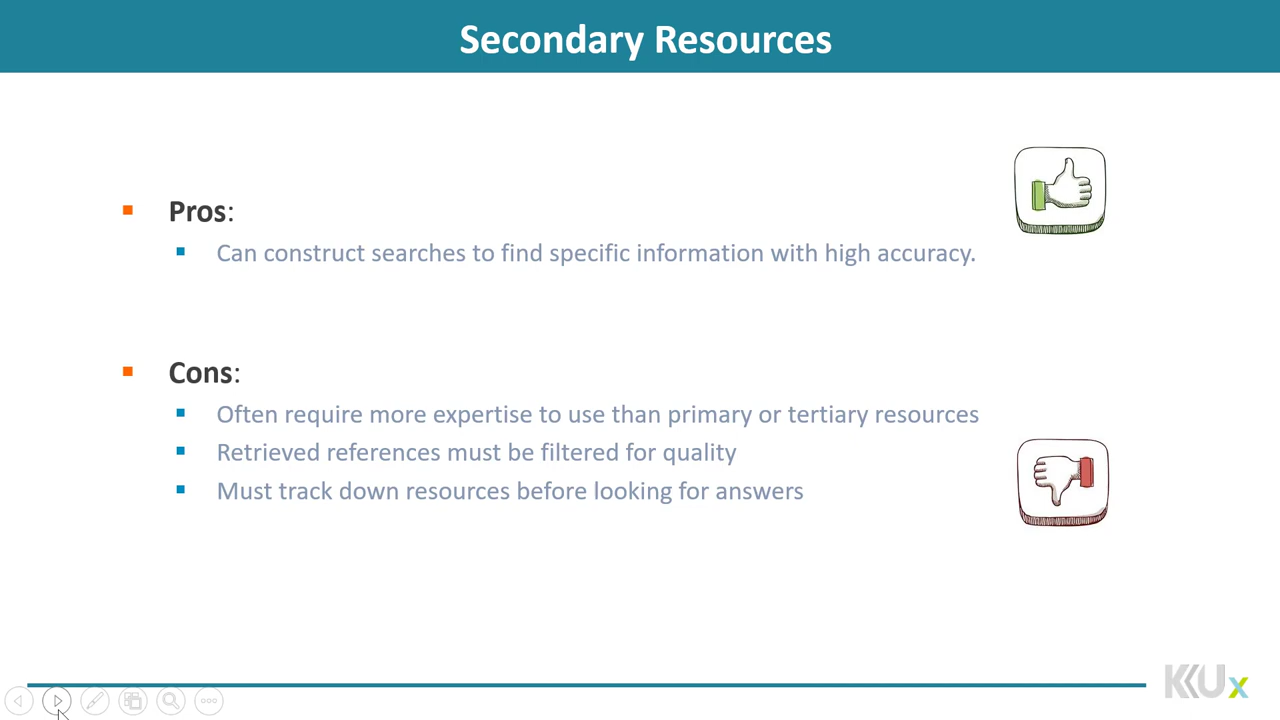 Secondary Resources
Pros:
Can construct searches to find specific information with high accuracy.
Cons:
Often require more expertise to use than primary or tertiary resources
Retrieved references must be filtered for quality
Must track down resources before looking for answers
KKUx